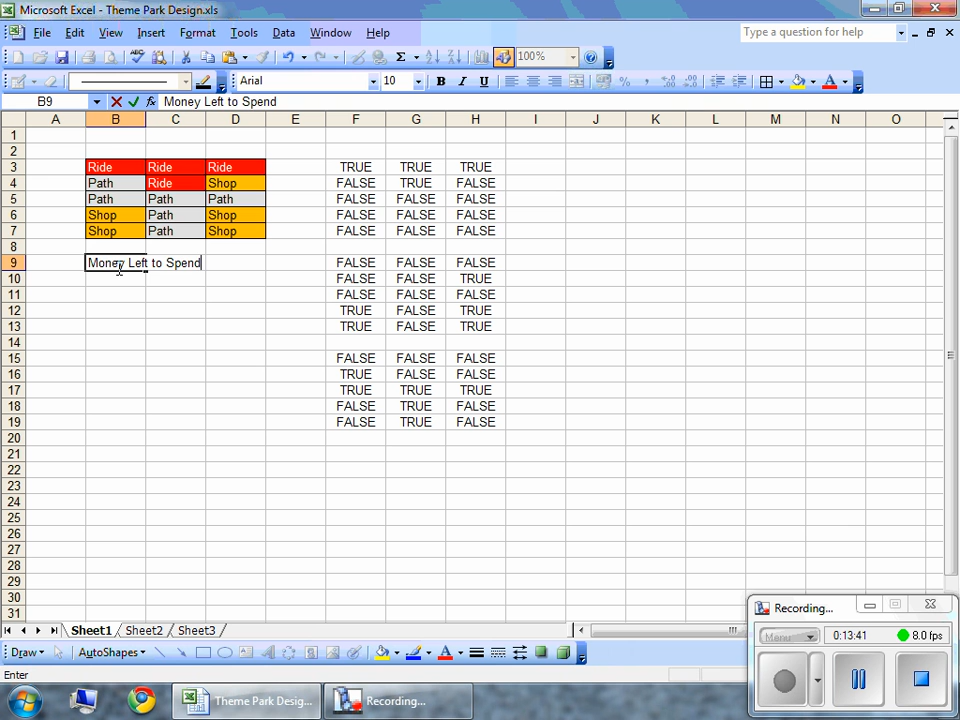 Microsoft Excel - Theme Park Design.xls
File Edit View Insert Format Tools Data Window Help Type a question for help
100%
Arial 10 B I U
B9 fx Money Left to Spend
A B C D E F G H I J K L M N O
1
2
3 Ride Ride Ride TRUE TRUE TRUE
4 Path Ride Shop FALSE TRUE FALSE
5 Path Path Path FALSE FALSE FALSE
6 Shop Path Shop FALSE FALSE FALSE
7 Shop Path Shop FALSE FALSE FALSE
8
9 Money Left to Spend FALSE FALSE FALSE
10 FALSE FALSE TRUE
11 FALSE FALSE FALSE
12 TRUE FALSE TRUE
13 TRUE FALSE TRUE
14
15 FALSE FALSE FALSE
16 TRUE FALSE FALSE
17 TRUE TRUE TRUE
18 FALSE TRUE FALSE
19 FALSE TRUE FALSE
20
21
22
23
24
25
26
27
28
29
30
31
Sheet1 Sheet2 Sheet3
Draw AutoShapes
Enter
Recording...
Menu 0:13:41 8.0 fps
Theme Park Desig... Recording...